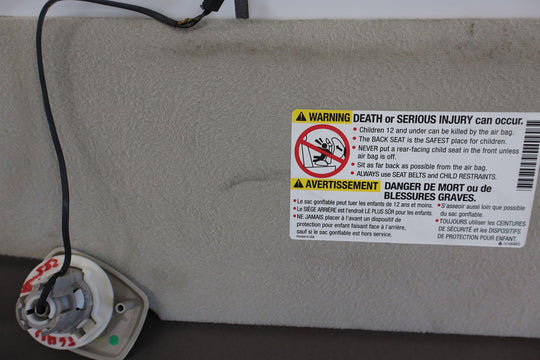 WARNING DEATH or SERIOUS INJURY can occur.
• Children 12 and under can be killed by the air bag.
• The BACK SEAT is the SAFEST place for children.
• NEVER put a rear-facing child seat in the front unless
air bag is off.
• Sit as far back as possible from the air bag.
• ALWAYS use SEAT BELTS and CHILD RESTRAINTS.
AVERTISSEMENT DANGER DE MORT ou de
BLESSURES GRAVES.
• Le sac gonflable peut tuer les enfants de 12 ans et moins.
• Le SIÈGE ARRIÈRE est l'endroit LE PLUS SÛR pour les enfants.
• NE JAMAIS placer à l'avant un dispositif de
protection pour enfant faisant face à l'arrière,
sauf si le sac gonflable est hors service.
Printed in USA
• S'asseoir aussi loin que possible
du sac gonflable.
• TOUJOURS utiliser les CEINTURES
DE SÉCURITÉ et les DISPOSITIFS
DE PROTECTION POUR ENFANT.